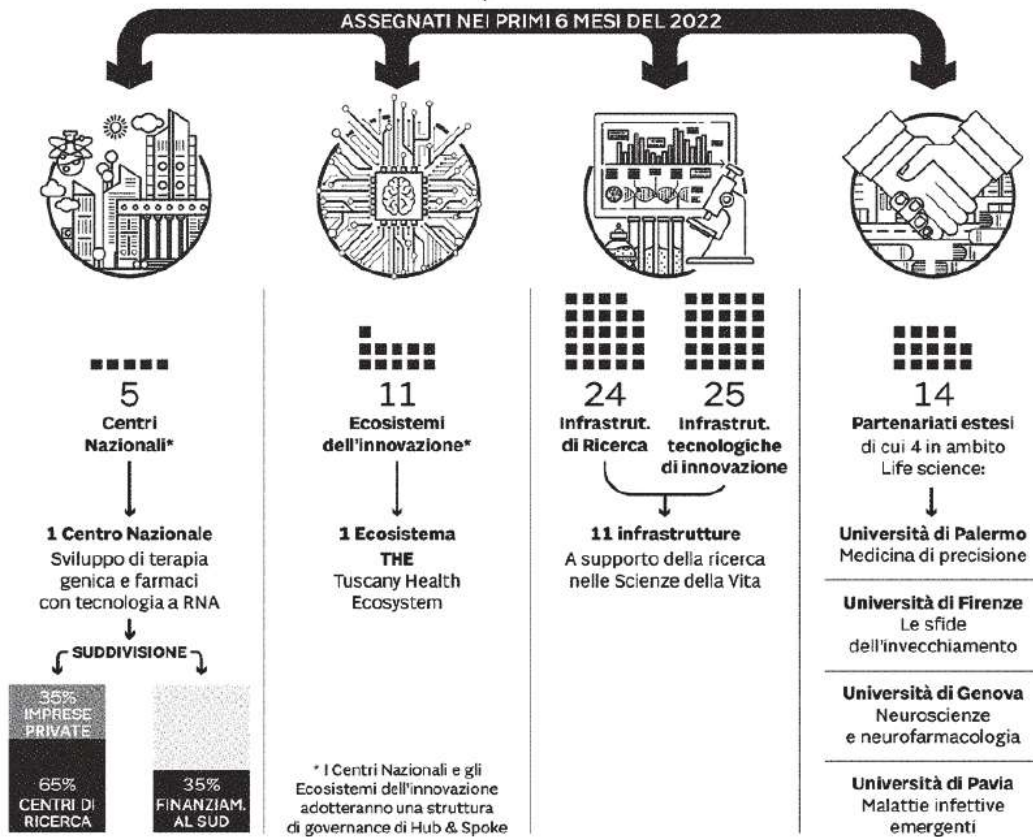 ASSEGNATI NEI PRIMI 6 MESI DEL 2022
5
Centri
Nazionali*
1 Centro Nazionale
Sviluppo di terapia
genica e farmaci
con tecnologia a RNA
SUDDIVISIONE
35%
IMPRESE
PRIVATE
65%
CENTRI DI
RICERCA
35%
FINANZIAM.
AL SUD
11
Ecosistemi
dell'innovazione*
1 Ecosistema
THE
Tuscany Health
Ecosystem
* I Centri Nazionali e gli
Ecosistemi dell'innovazione
adotteranno una struttura
di governance di Hub & Spoke
24
Infrastrut.
di Ricerca
25
Infrastrut.
tecnologiche
di innovazione
11 infrastrutture
A supporto della ricerca
nelle Scienze della Vita
14
Partenariati estesi
di cui 4 in ambito
Life science:
Università di Palermo
Medicina di precisione
Università di Firenze
Le sfide
dell'invecchiamento
Università di Genova
Neuroscienze
e neurofarmacologia
Università di Pavia
Malattie infettive
emergenti